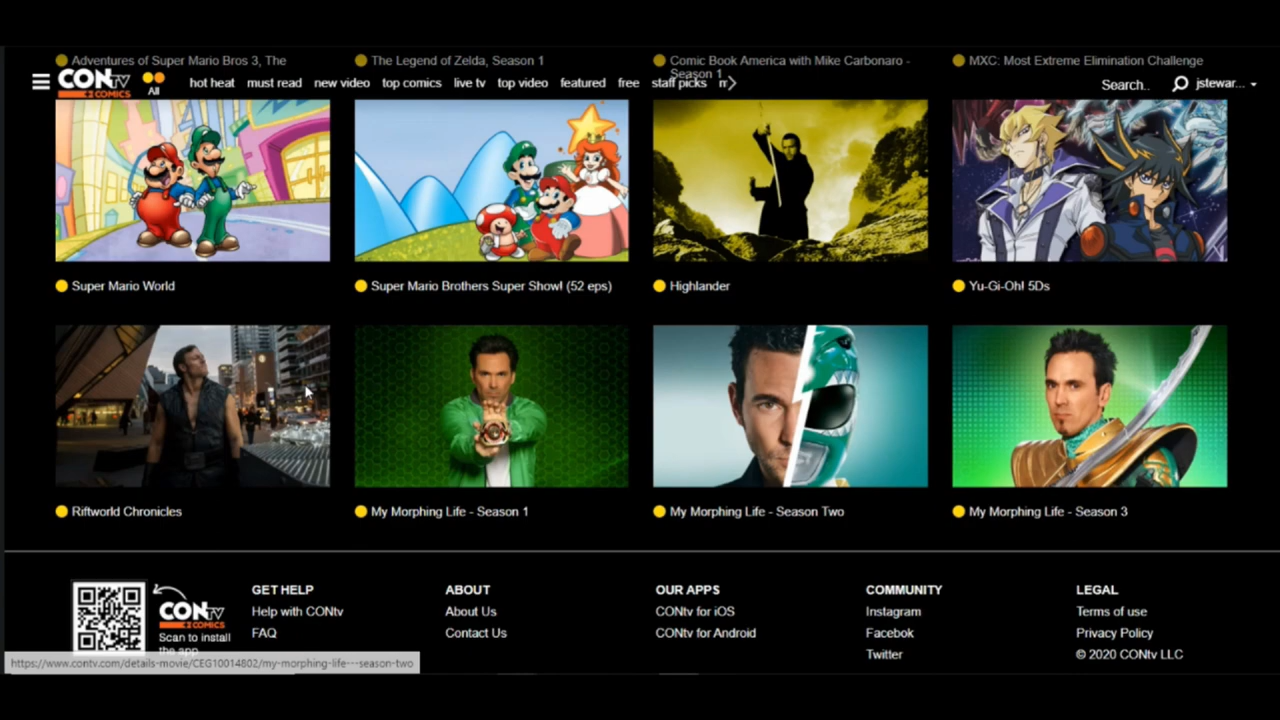 Adventures of Super Mario Bros 3, The
The Legend of Zelda, Season 1
Comic Book America with Mike Carbonaro -
Season 1
MXC: Most Extreme Elimination Challenge
CONTV
+COMICS
All
hot heat must read new video top comics live tv top video featured free staff picks
Search..
jstewar...
Super Mario World
Super Mario Brothers Super Show! (52 eps)
Highlander
Yu-Gi-Oh! 5Ds
Riftworld Chronicles
My Morphing Life - Season 1
My Morphing Life - Season Two
My Morphing Life - Season 3
CONTV
+COMICS
Scan to install
the app
GET HELP
Help with CONtv
FAQ
ABOUT
About Us
Contact Us
OUR APPS
CONtv for iOS
CONtv for Android
COMMUNITY
Instagram
Facebok
Twitter
LEGAL
Terms of use
Privacy Policy
© 2020 CONtv LLC
https://www.contv.com/details-movie/CEG10014802/my-morphing-life---season-two